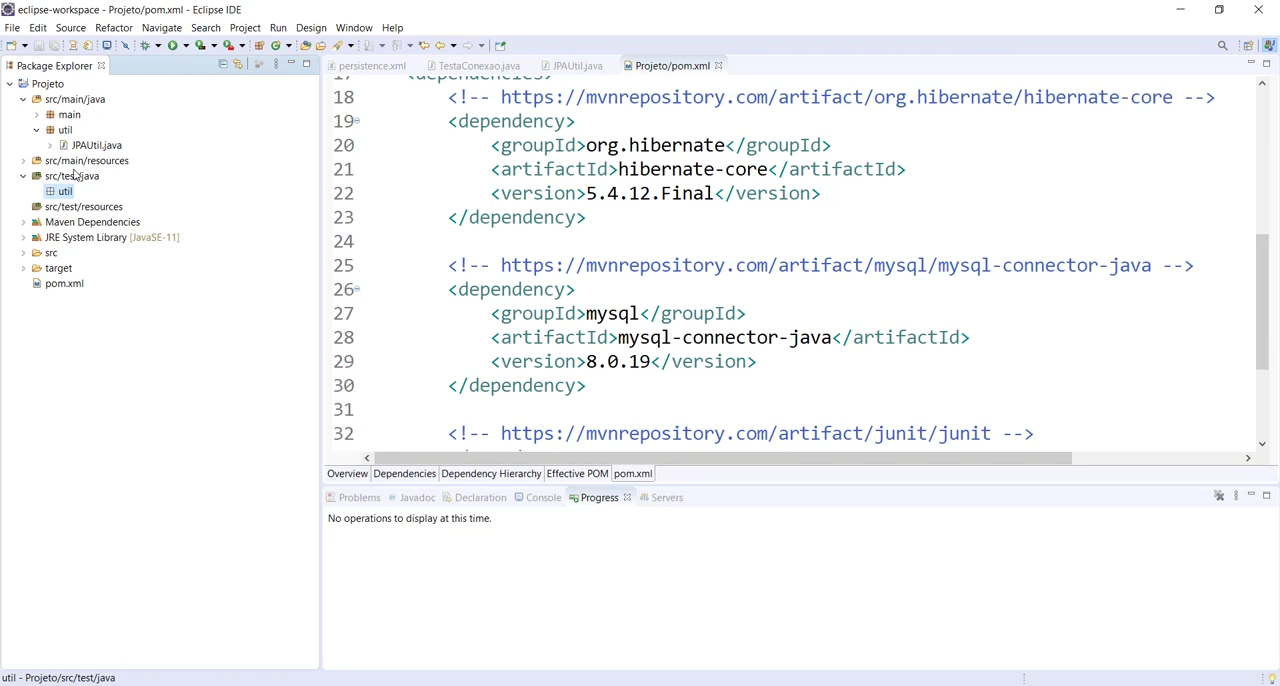 eclipse-workspace - Projeto/pom.xml - Eclipse IDE
File Edit Source Refactor Navigate Search Project Run Design Window Help
Package Explorer
persistence.xml TestaConexao.java JPAUtil.java Projeto/pom.xml
Projeto
src/main/java
main
util
JPAUtil.java
src/main/resources
src/test/java
util
src/test/resources
Maven Dependencies
JRE System Library [JavaSE-11]
src
target
pom.xml
17 <dependencies>
18 <!-- https://mvnrepository.com/artifact/org.hibernate/hibernate-core -->
19 <dependency>
20 <groupId>org.hibernate</groupId>
21 <artifactId>hibernate-core</artifactId>
22 <version>5.4.12.Final</version>
23 </dependency>
24
25 <!-- https://mvnrepository.com/artifact/mysql/mysql-connector-java -->
26 <dependency>
27 <groupId>mysql</groupId>
28 <artifactId>mysql-connector-java</artifactId>
29 <version>8.0.19</version>
30 </dependency>
31
32 <!-- https://mvnrepository.com/artifact/junit/junit -->
Overview Dependencies Dependency Hierarchy Effective POM pom.xml
Problems Javadoc Declaration Console Progress Servers
No operations to display at this time.
util - Projeto/src/test/java